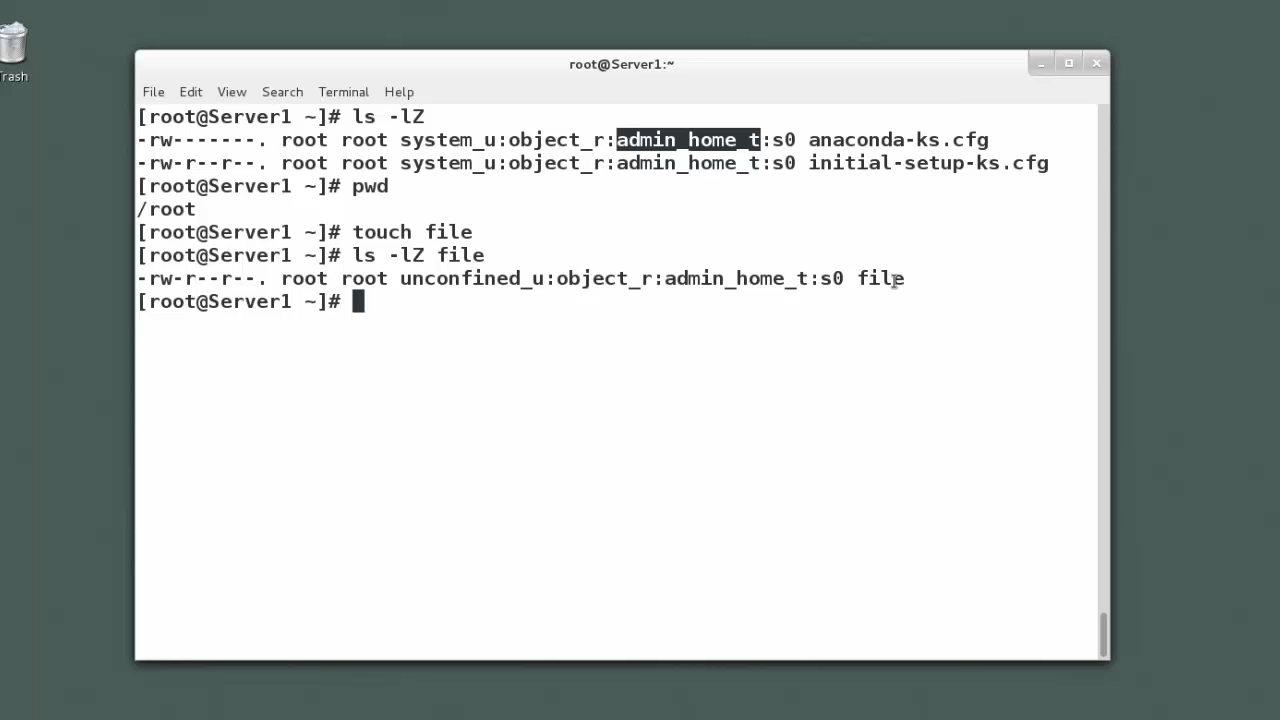 root@Server1:~
Trash
File Edit View Search Terminal Help
[root@Server1 ~]# ls -lZ
-rw-------. root root system_u:object_r:admin_home_t:s0 anaconda-ks.cfg
-rw-r--r--. root root system_u:object_r:admin_home_t:s0 initial-setup-ks.cfg
[root@Server1 ~]# pwd
/root
[root@Server1 ~]# touch file
[root@Server1 ~]# ls -lZ file
-rw-r--r--. root root unconfined_u:object_r:admin_home_t:s0 file
[root@Server1 ~]#